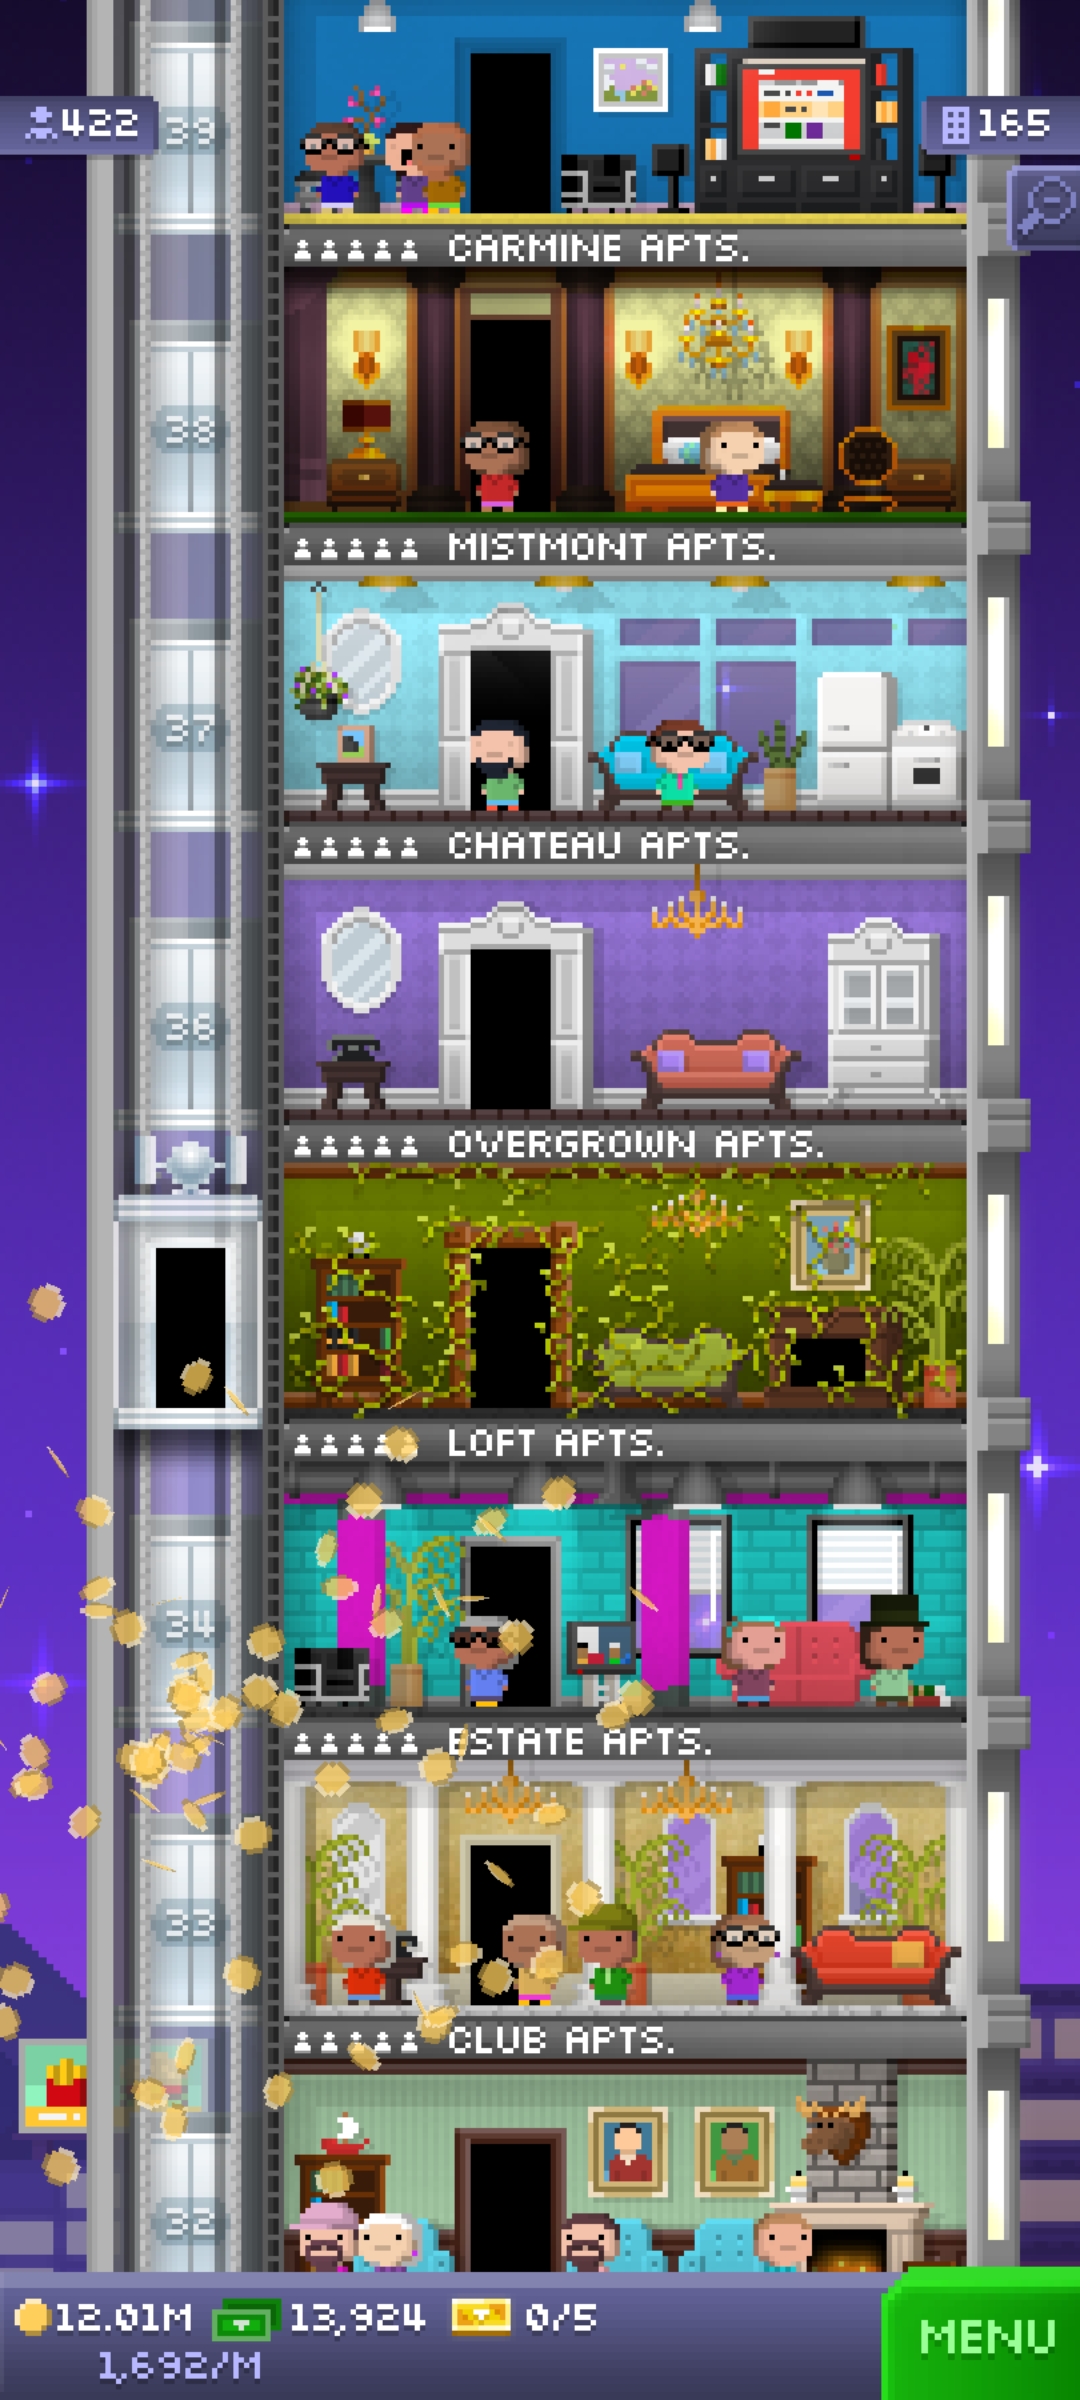 422
39
165
CARMINE APTS.
38
MISTMONT APTS.
37
CHATEAU APTS.
36
OVERGROWN APTS.
LOFT APTS.
34
ESTATE APTS.
33
CLUB APTS.
32
12.01M 13,924 0/5
1,692/M
MENU